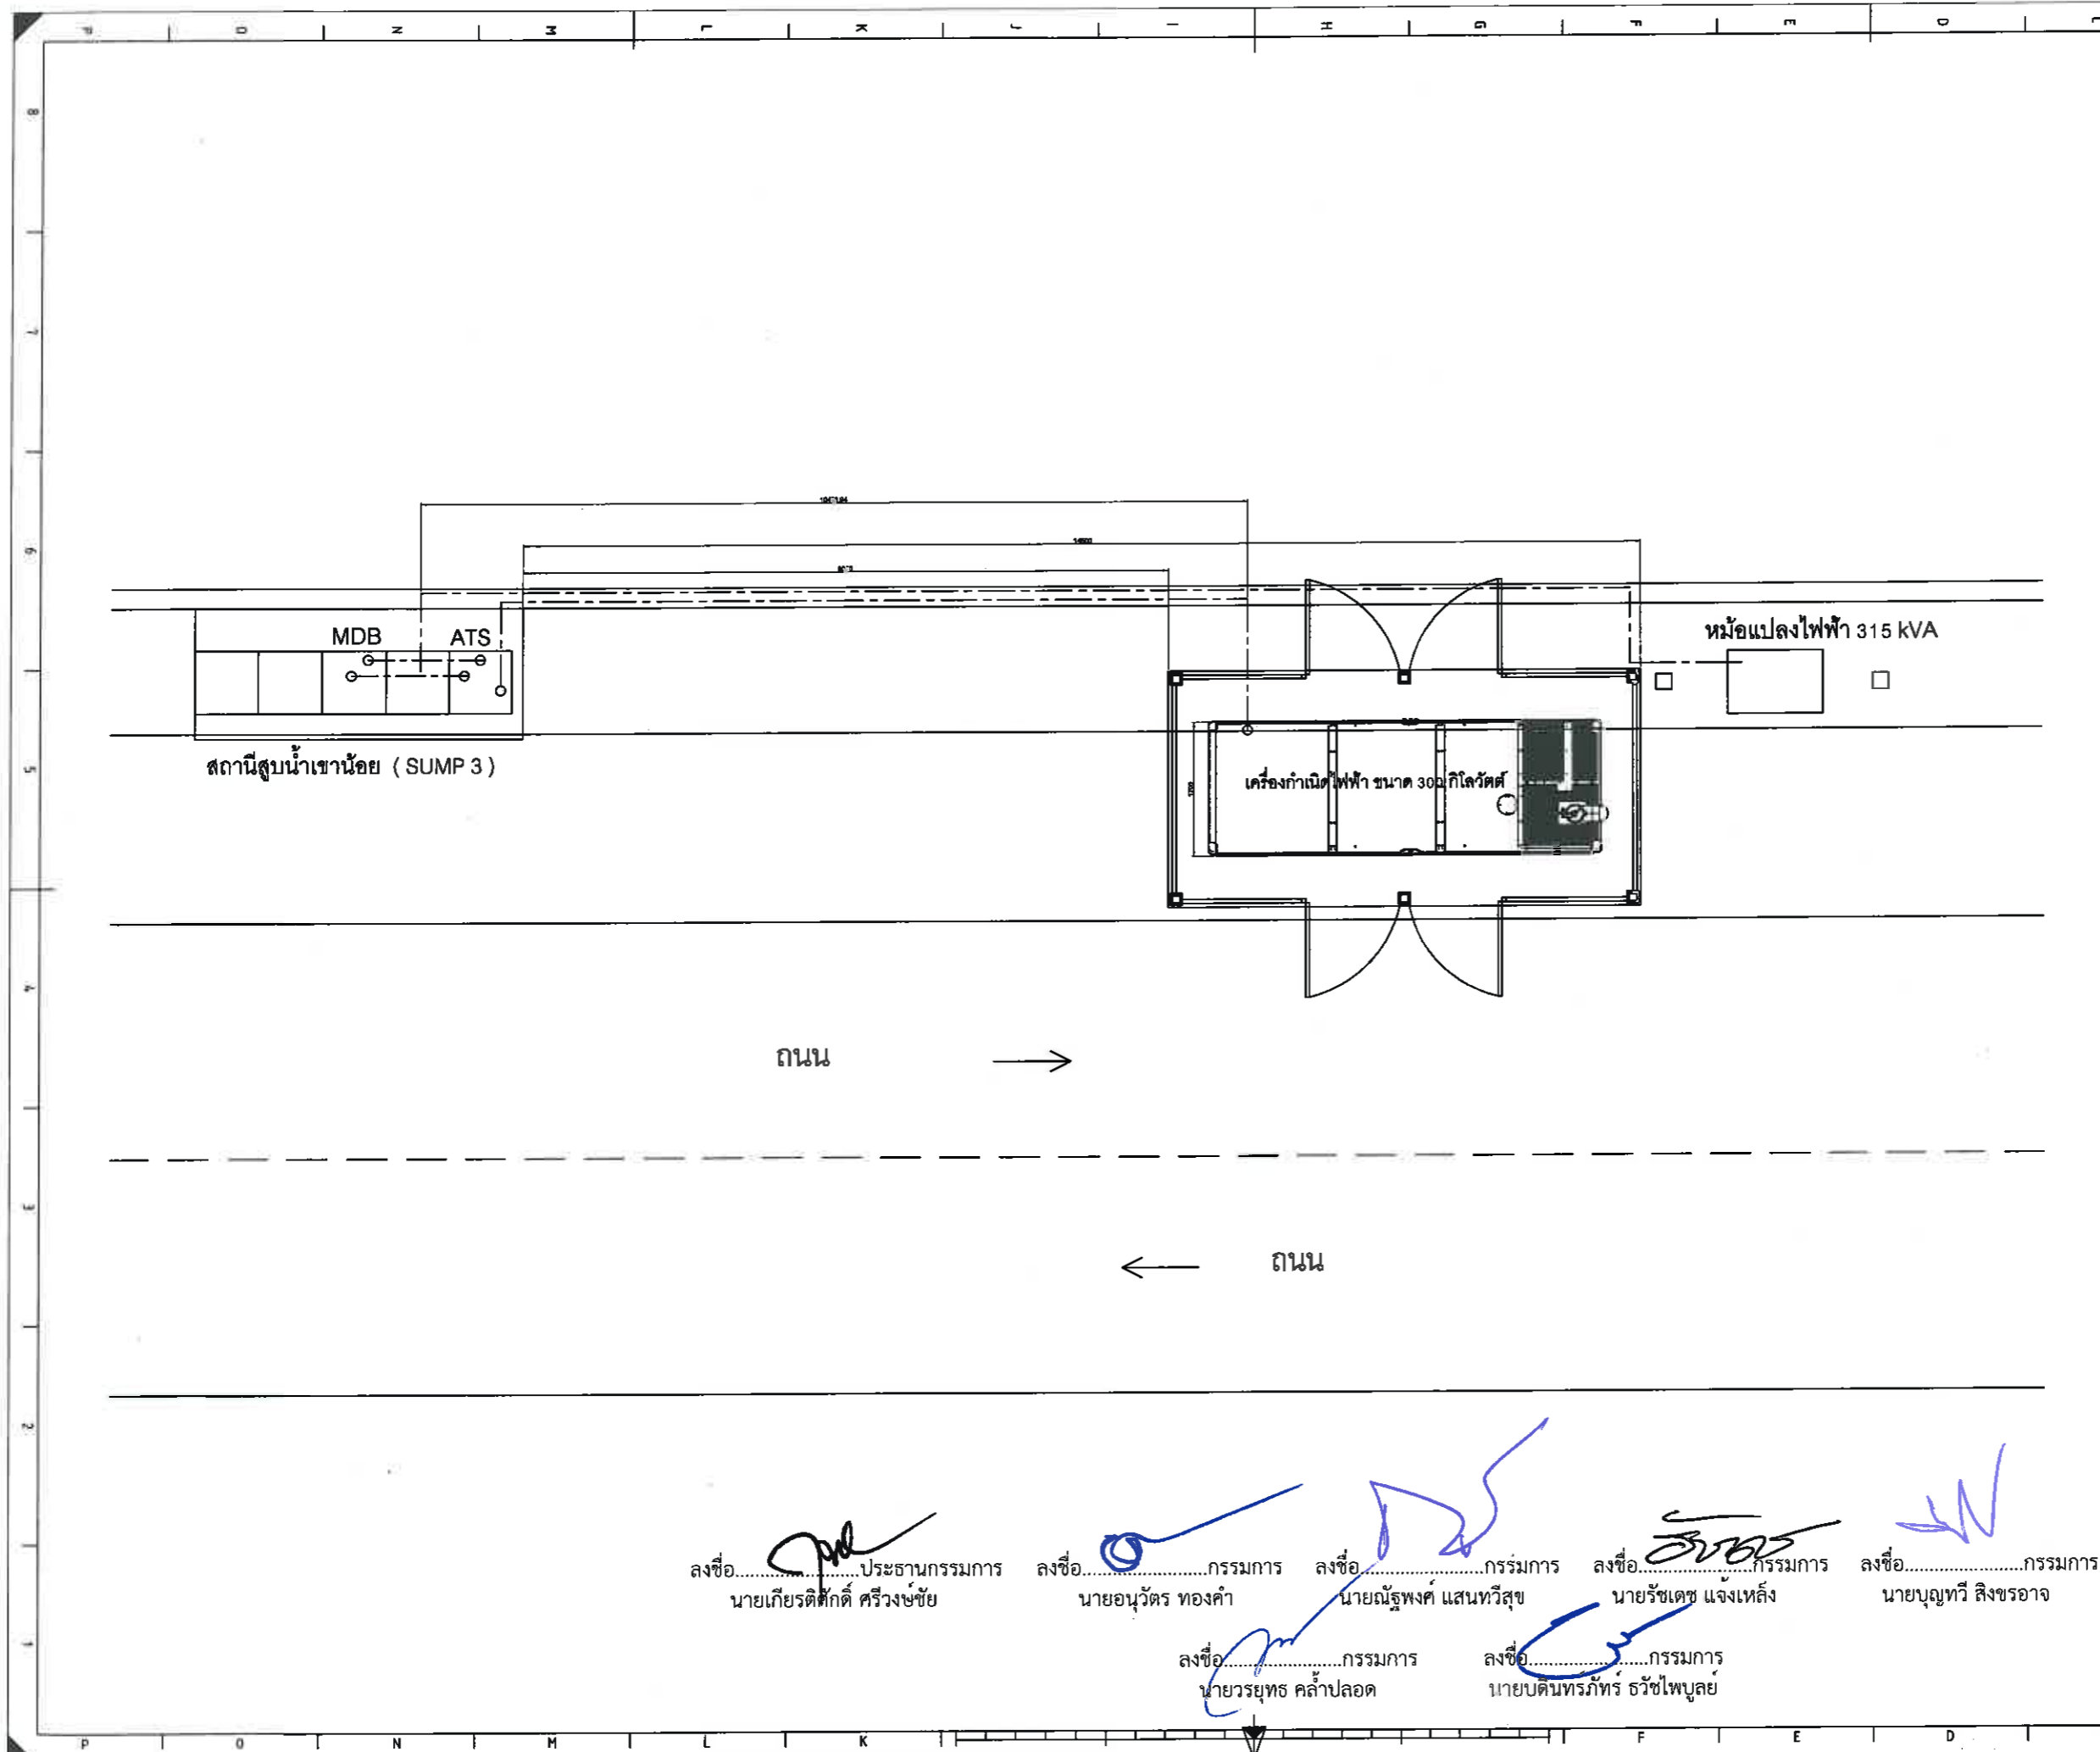 P O N M L K J I H G F E D
8
7
6
5
4
3
2
1
14500
MDB ATS
หม้อแปลงไฟฟ้า 315 kVA
สถานีสูบน้ำเขาน้อย ( SUMP 3 )
1700
เครื่องกำเนิดไฟฟ้า ขนาด 300 กิโลวัตต์
ถนน
ถนน
ลงชื่อ....................ประธานกรรมการ ลงชื่อ....................กรรมการ ลงชื่อ....................กรรมการ ลงชื่อ....................กรรมการ ลงชื่อ....................กรรมการ
นายเกียรติศักดิ์ ศรีวงษ์ชัย นายอนุวัตร ทองคำ นายณัฐพงศ์ แสนทวีสุข นายรัชเดช แจ้งเหล็ง นายบุญทวี สิงขรอาจ
ลงชื่อ....................กรรมการ ลงชื่อ....................กรรมการ
นายวรยุทธ คล้ำปลอด นายบดินทร์ภัทร์ ธวัชไพบูลย์
P O N M L K F E D